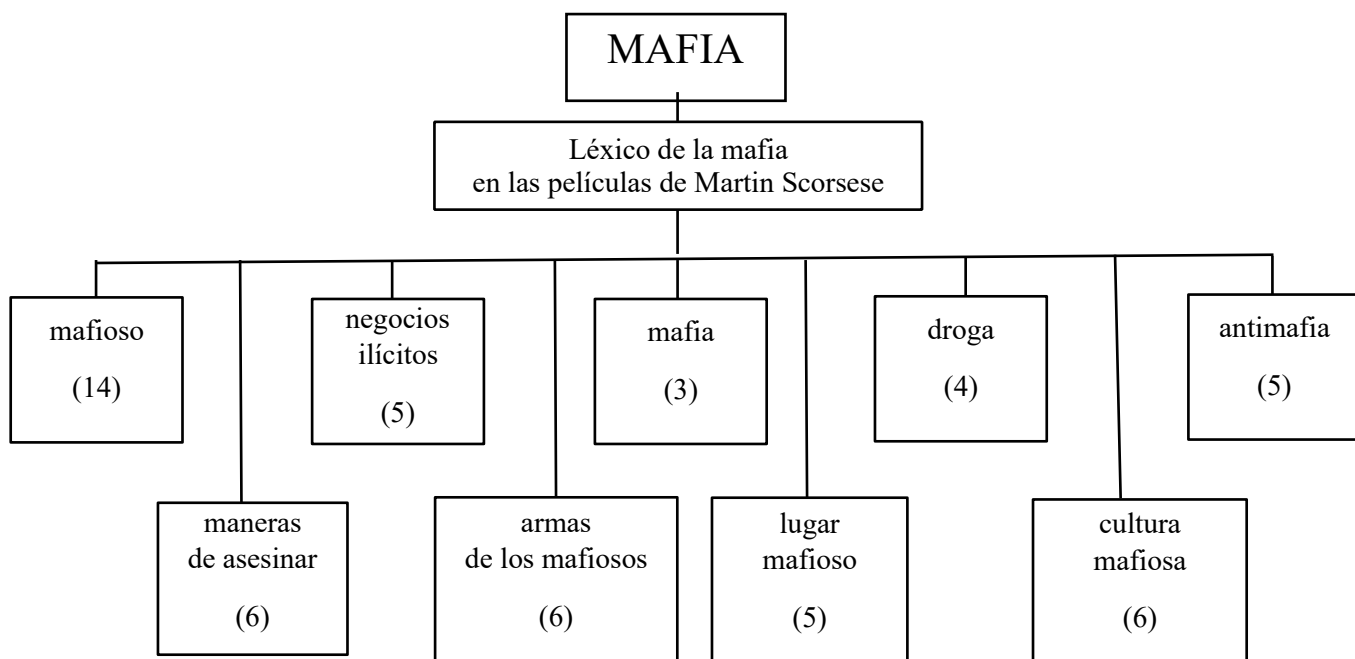 MAFIA
Léxico de la mafia
en las películas de Martin Scorsese
mafioso
(14)
negocios
ilícitos
(5)
mafia
(3)
droga
(4)
antimafia
(5)
maneras
de asesinar
(6)
armas
de los mafiosos
(6)
lugar
mafioso
(5)
cultura
mafiosa
(6)